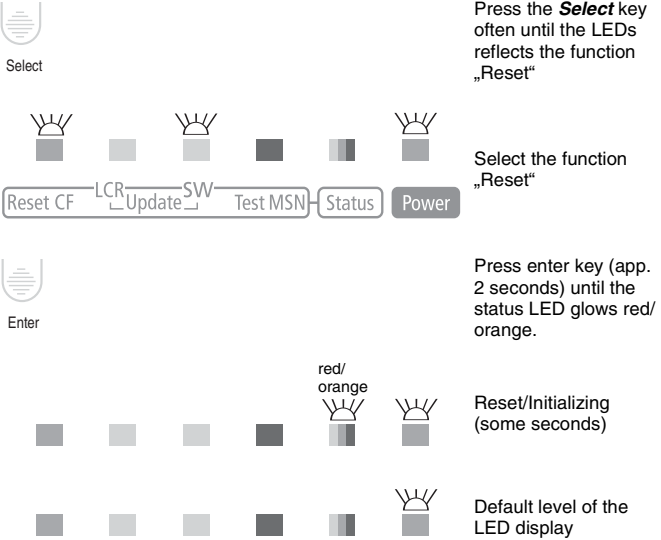 Press the Select key
often until the LEDs
reflects the function
„Reset“
Select
Select the function
„Reset“
Reset CF LCR Update SW Test MSN Status Power
Press enter key (app.
2 seconds) until the
status LED glows red/
orange.
Enter
red/
orange
Reset/Initializing
(some seconds)
Default level of the
LED display